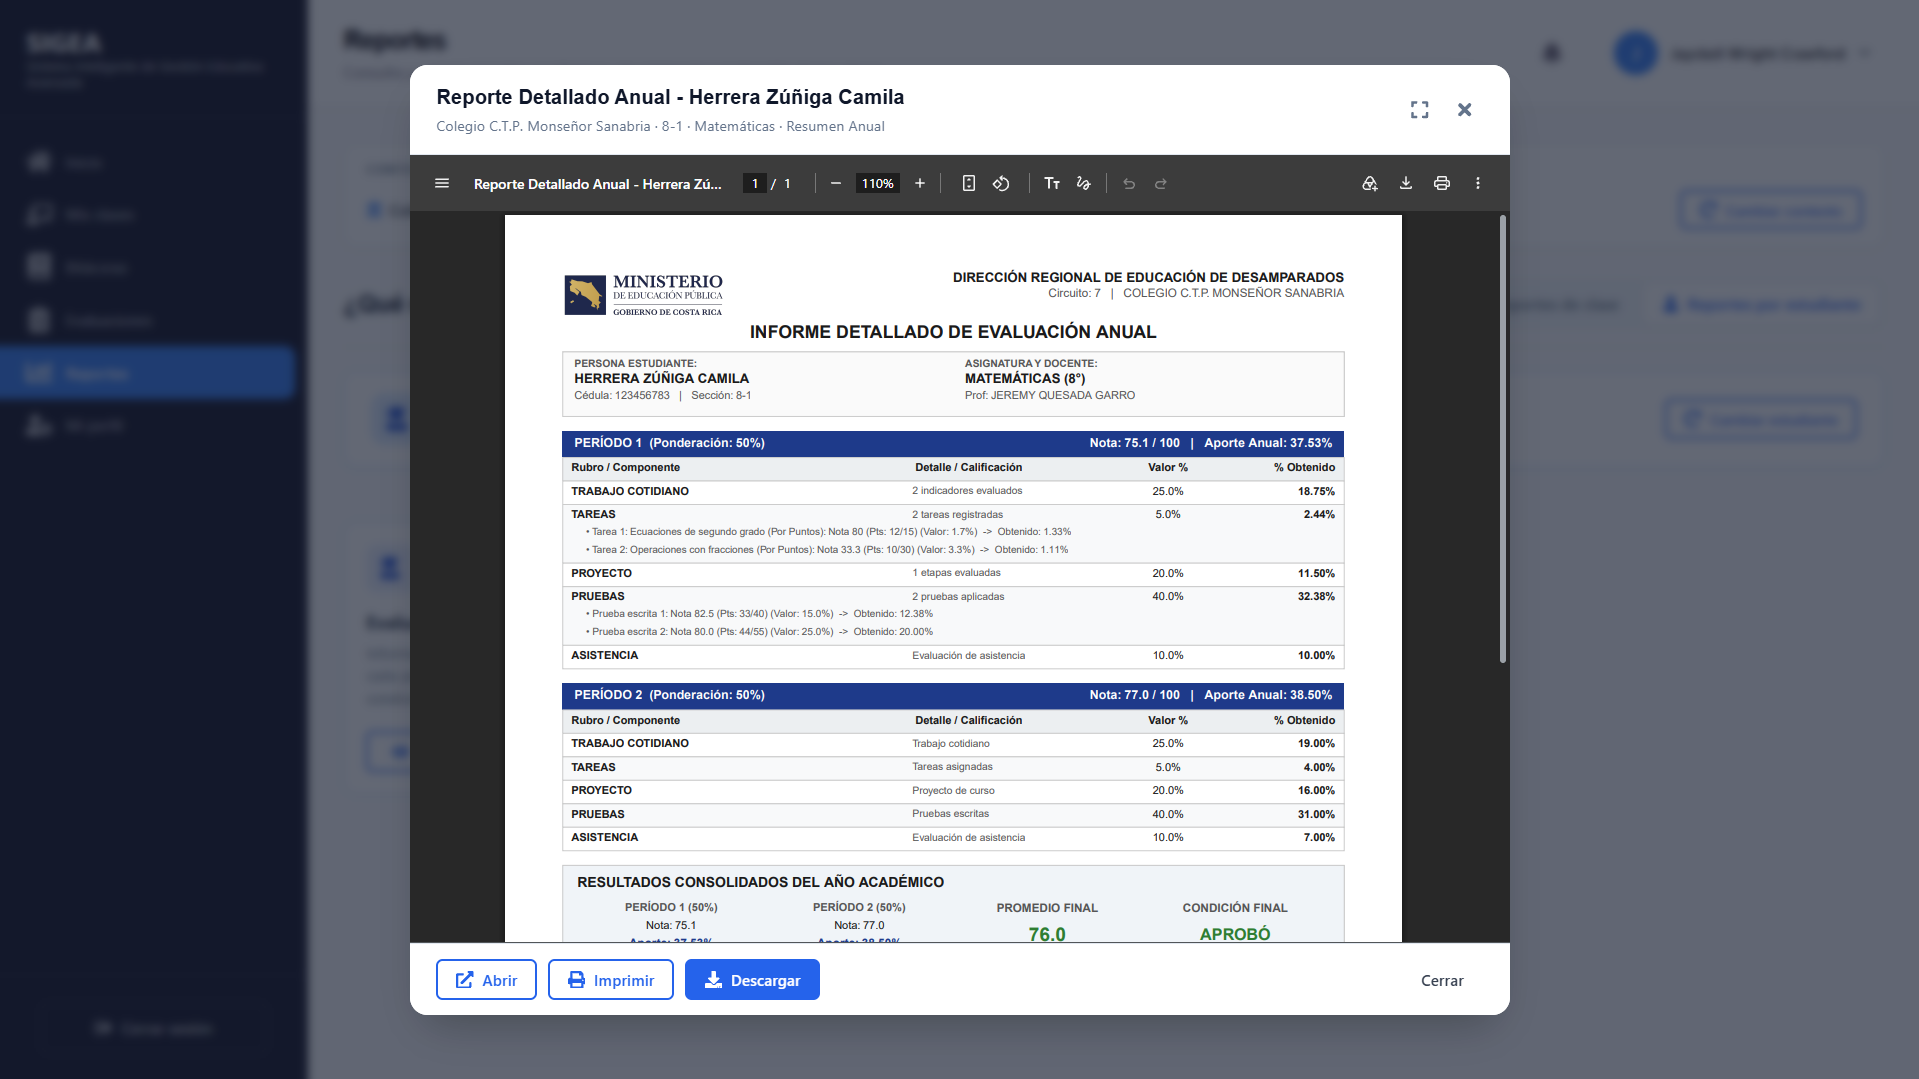 SIGEA
Reportes
Reporte Detallado Anual - Herrera Zúñiga Camila
Colegio C.T.P. Monseñor Sanabria · 8-1 · Matemáticas · Resumen Anual
Reporte Detallado Anual - Herrera Zú...
1 / 1
110%
MINISTERIO
DE EDUCACIÓN PÚBLICA
GOBIERNO DE COSTA RICA
DIRECCIÓN REGIONAL DE EDUCACIÓN DE DESAMPARADOS
Circuito: 7 | COLEGIO C.T.P. MONSEÑOR SANABRIA
INFORME DETALLADO DE EVALUACIÓN ANUAL
PERSONA ESTUDIANTE: ASIGNATURA Y DOCENTE:
HERRERA ZÚÑIGA CAMILA MATEMÁTICAS (8°)
Cédula: 123456783 | Sección: 8-1 Prof: JEREMY QUESADA GARRO
PERÍODO 1 (Ponderación: 50%) Nota: 75.1 / 100 | Aporte Anual: 37.53%
Rubro / Componente Detalle / Calificación Valor % % Obtenido
TRABAJO COTIDIANO 2 indicadores evaluados 25.0% 18.75%
TAREAS 2 tareas registradas 5.0% 2.44%
• Tarea 1: Ecuaciones de segundo grado (Por Puntos): Nota 80 (Pts: 12/15) (Valor: 1.7%) -> Obtenido: 1.33%
• Tarea 2: Operaciones con fracciones (Por Puntos): Nota 33.3 (Pts: 10/30) (Valor: 3.3%) -> Obtenido: 1.11%
PROYECTO 1 etapas evaluadas 20.0% 11.50%
PRUEBAS 2 pruebas aplicadas 40.0% 32.38%
• Prueba escrita 1: Nota 82.5 (Pts: 33/40) (Valor: 15.0%) -> Obtenido: 12.38%
• Prueba escrita 2: Nota 80.0 (Pts: 44/55) (Valor: 25.0%) -> Obtenido: 20.00%
ASISTENCIA Evaluación de asistencia 10.0% 10.00%
PERÍODO 2 (Ponderación: 50%) Nota: 77.0 / 100 | Aporte Anual: 38.50%
Rubro / Componente Detalle / Calificación Valor % % Obtenido
TRABAJO COTIDIANO Trabajo cotidiano 25.0% 19.00%
TAREAS Tareas asignadas 5.0% 4.00%
PROYECTO Proyecto de curso 20.0% 16.00%
PRUEBAS Pruebas escritas 40.0% 31.00%
ASISTENCIA Evaluación de asistencia 10.0% 7.00%
RESULTADOS CONSOLIDADOS DEL AÑO ACADÉMICO
PERÍODO 1 (50%) PERÍODO 2 (50%) PROMEDIO FINAL CONDICIÓN FINAL
Nota: 75.1 Nota: 77.0 76.0 APROBÓ
Aporte: 37.53% Aporte: 38.50%
Abrir
Imprimir
Descargar
Cerrar